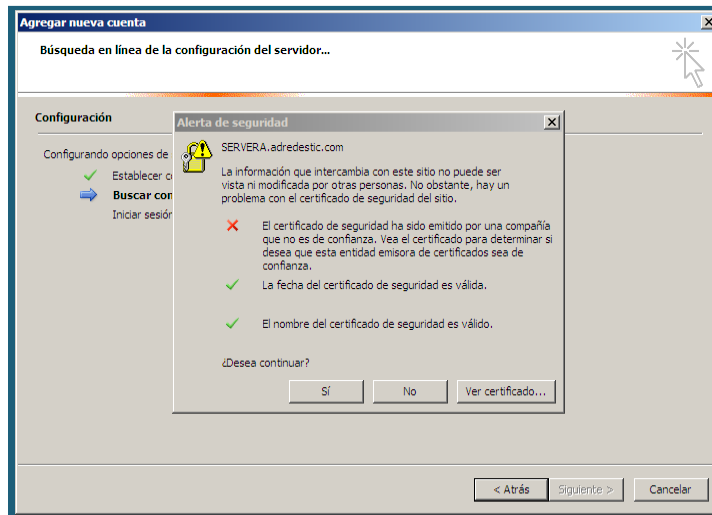 Agregar nueva cuenta
Búsqueda en línea de la configuración del servidor...
Configuración
Configurando opciones de
Establecer c
Buscar con
Iniciar sesión
Alerta de seguridad
SERVERA.adredestic.com
La información que intercambia con este sitio no puede ser
vista ni modificada por otras personas. No obstante, hay un
problema con el certificado de seguridad del sitio.
El certificado de seguridad ha sido emitido por una compañía
que no es de confianza. Vea el certificado para determinar si
desea que esta entidad emisora de certificados sea de
confianza.
La fecha del certificado de seguridad es válida.
El nombre del certificado de seguridad es válido.
¿Desea continuar?
Sí No Ver certificado...
< Atrás Siguiente > Cancelar